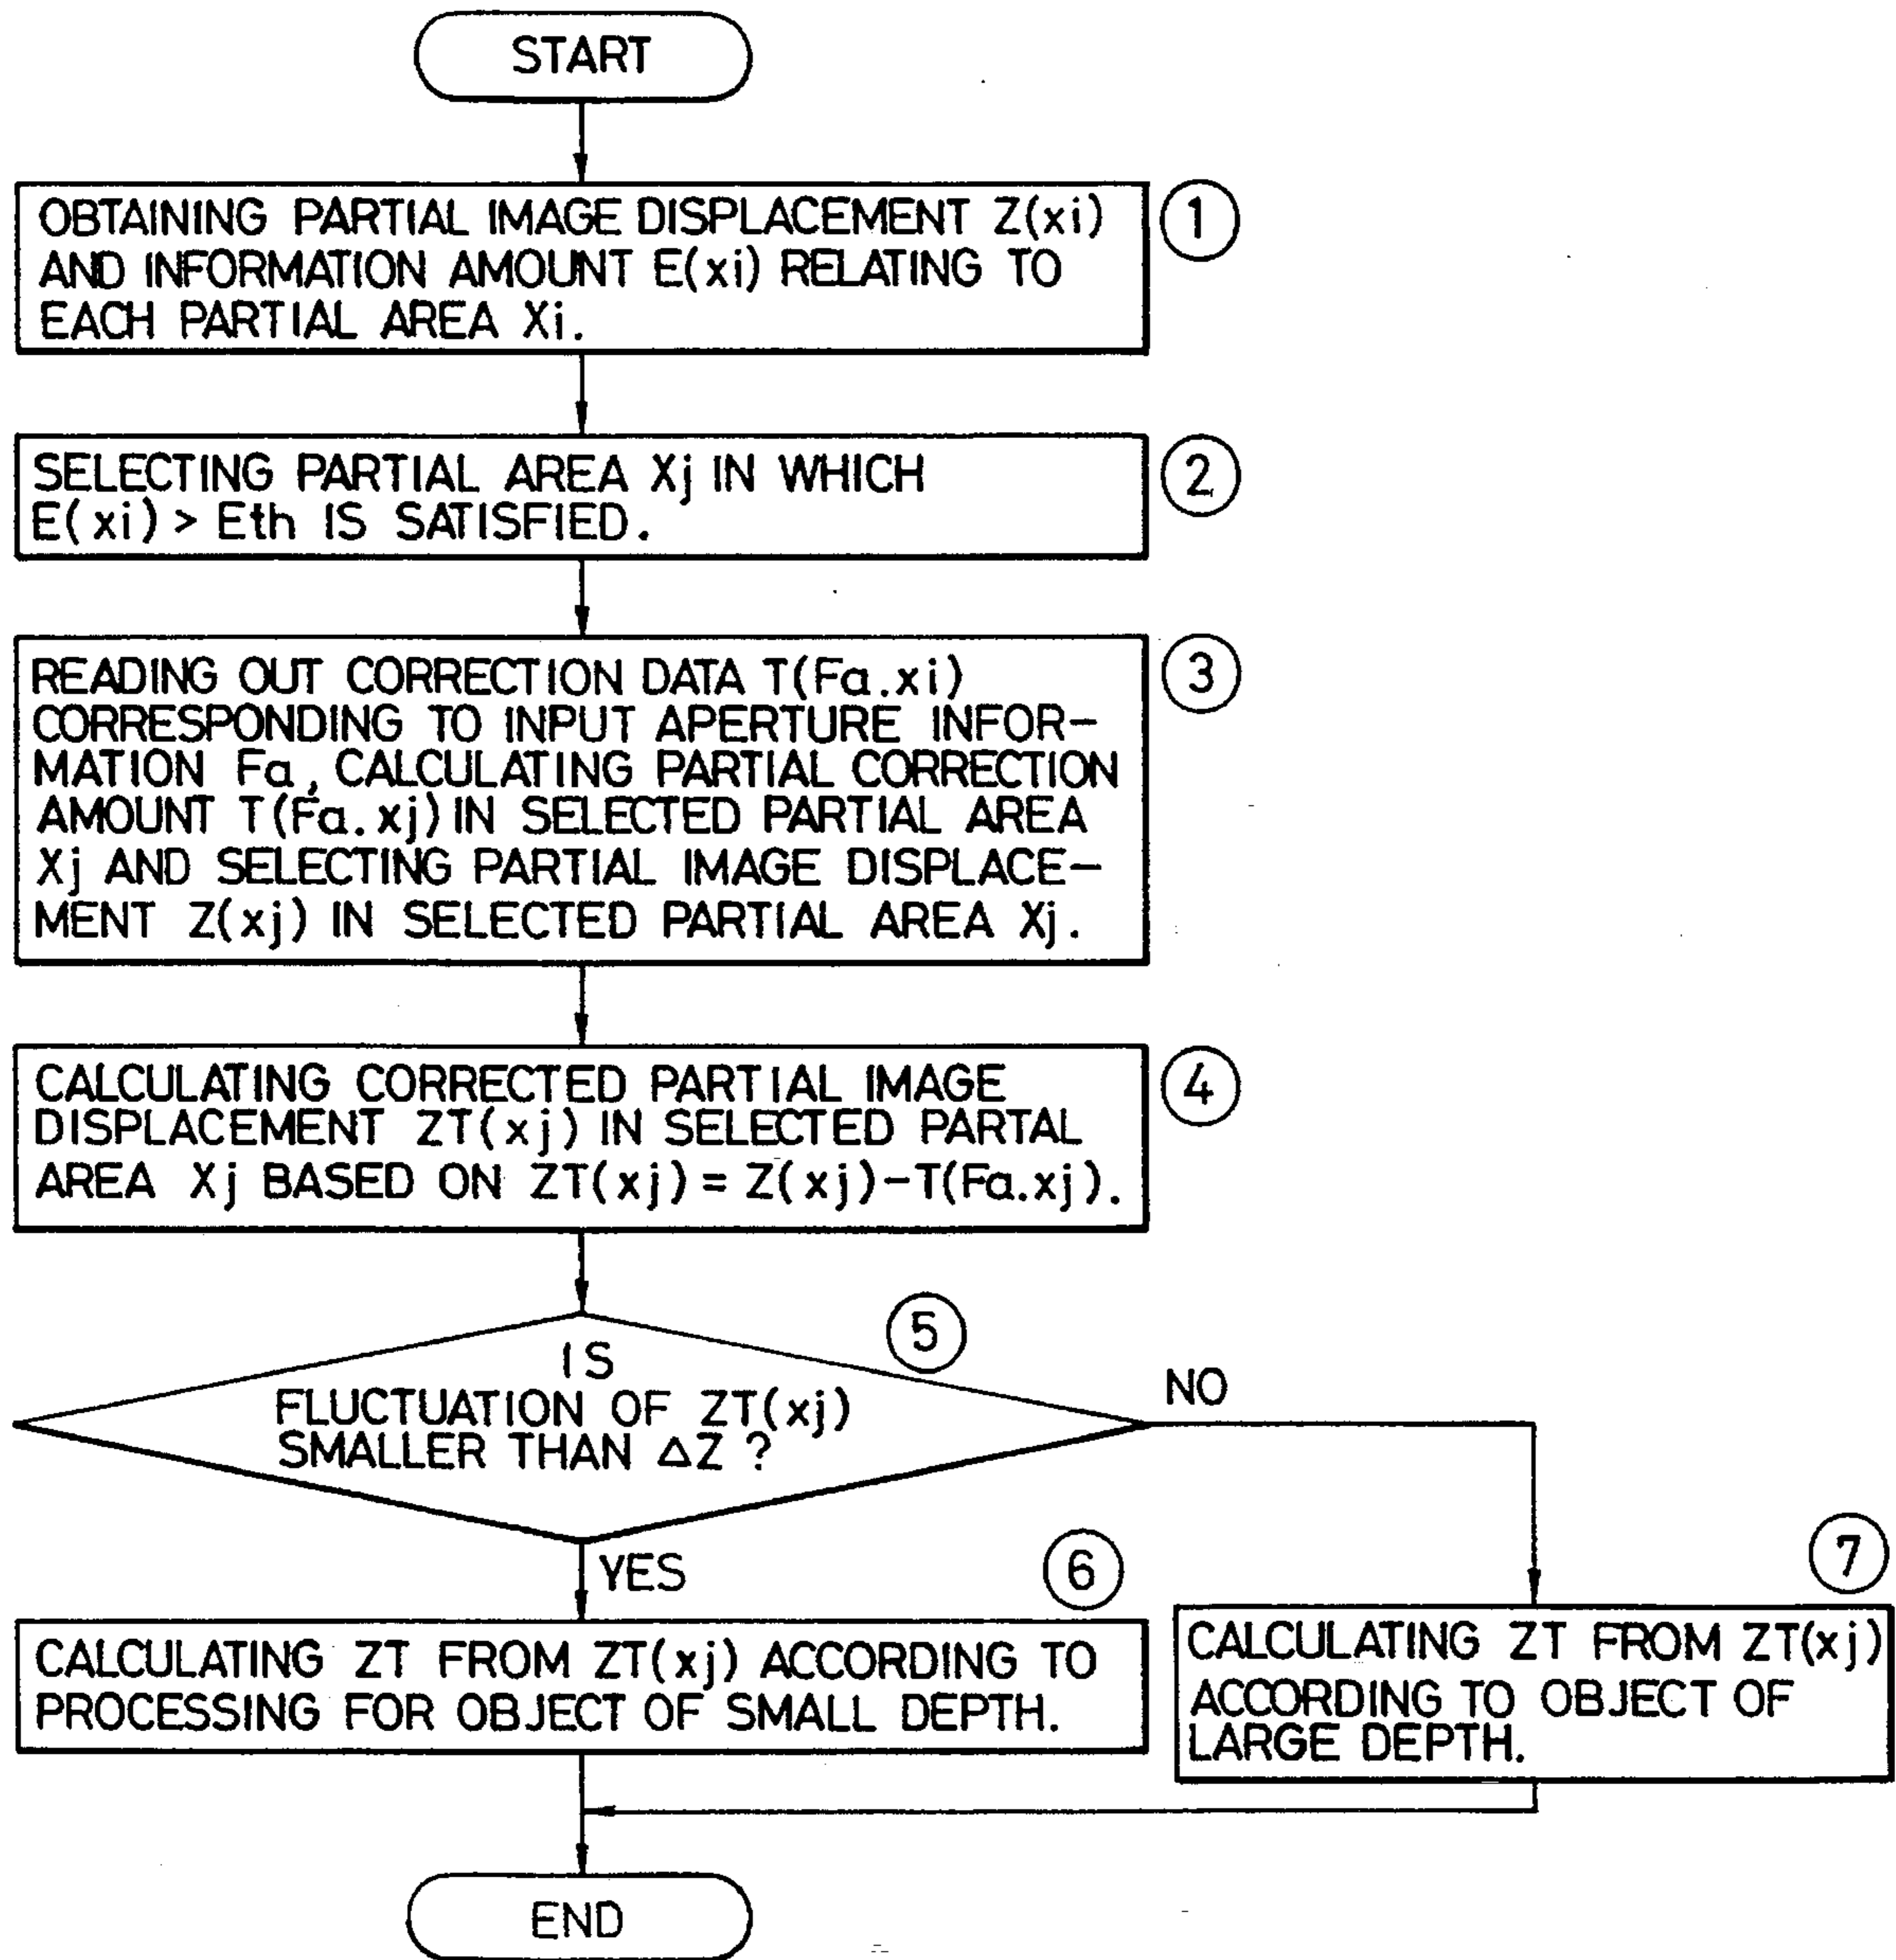 START
OBTAINING PARTIAL IMAGE DISPLACEMENT Z(xi)
AND INFORMATION AMOUNT E(xi) RELATING TO
EACH PARTIAL AREA Xi.
①
SELECTING PARTIAL AREA Xj IN WHICH
E(xi) > Eth IS SATISFIED.
②
READING OUT CORRECTION DATA T(Fa.xi)
CORRESPONDING TO INPUT APERTURE INFOR-
MATION Fa, CALCULATING PARTIAL CORRECTION
AMOUNT T(Fa.xj) IN SELECTED PARTIAL AREA
Xj AND SELECTING PARTIAL IMAGE DISPLACE-
MENT Z(xj) IN SELECTED PARTIAL AREA Xj.
③
CALCULATING CORRECTED PARTIAL IMAGE
DISPLACEMENT ZT(xj) IN SELECTED PARTAL
AREA Xj BASED ON ZT(xj) = Z(xj)-T(Fa.xj).
④
IS
FLUCTUATION OF ZT(xj)
SMALLER THAN ΔZ ?
⑤
NO
YES
⑥
CALCULATING ZT FROM ZT(xj) ACCORDING TO
PROCESSING FOR OBJECT OF SMALL DEPTH.
⑦
CALCULATING ZT FROM ZT(xj)
ACCORDING TO OBJECT OF
LARGE DEPTH.
END